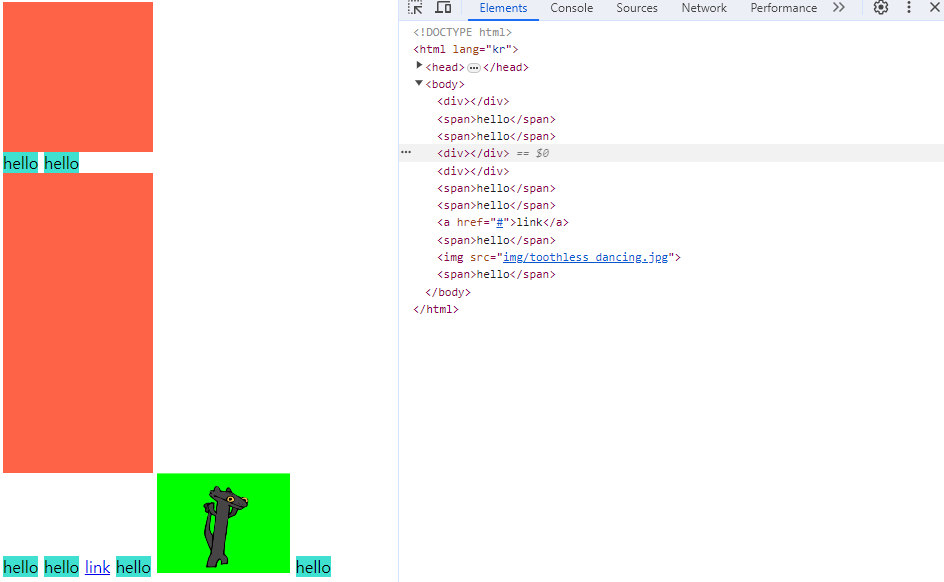 Elements Console Sources Network Performance
<!DOCTYPE html>
<html lang="kr">
<head>…</head>
<body>
<div></div>
hello hello
<span>hello</span>
<span>hello</span>
… <div></div> == $0
<div></div>
<span>hello</span>
<span>hello</span>
<a href="#">link</a>
<span>hello</span>
<img src="img/toothless dancing.jpg">
<span>hello</span>
</body>
</html>
hello hello link hello hello